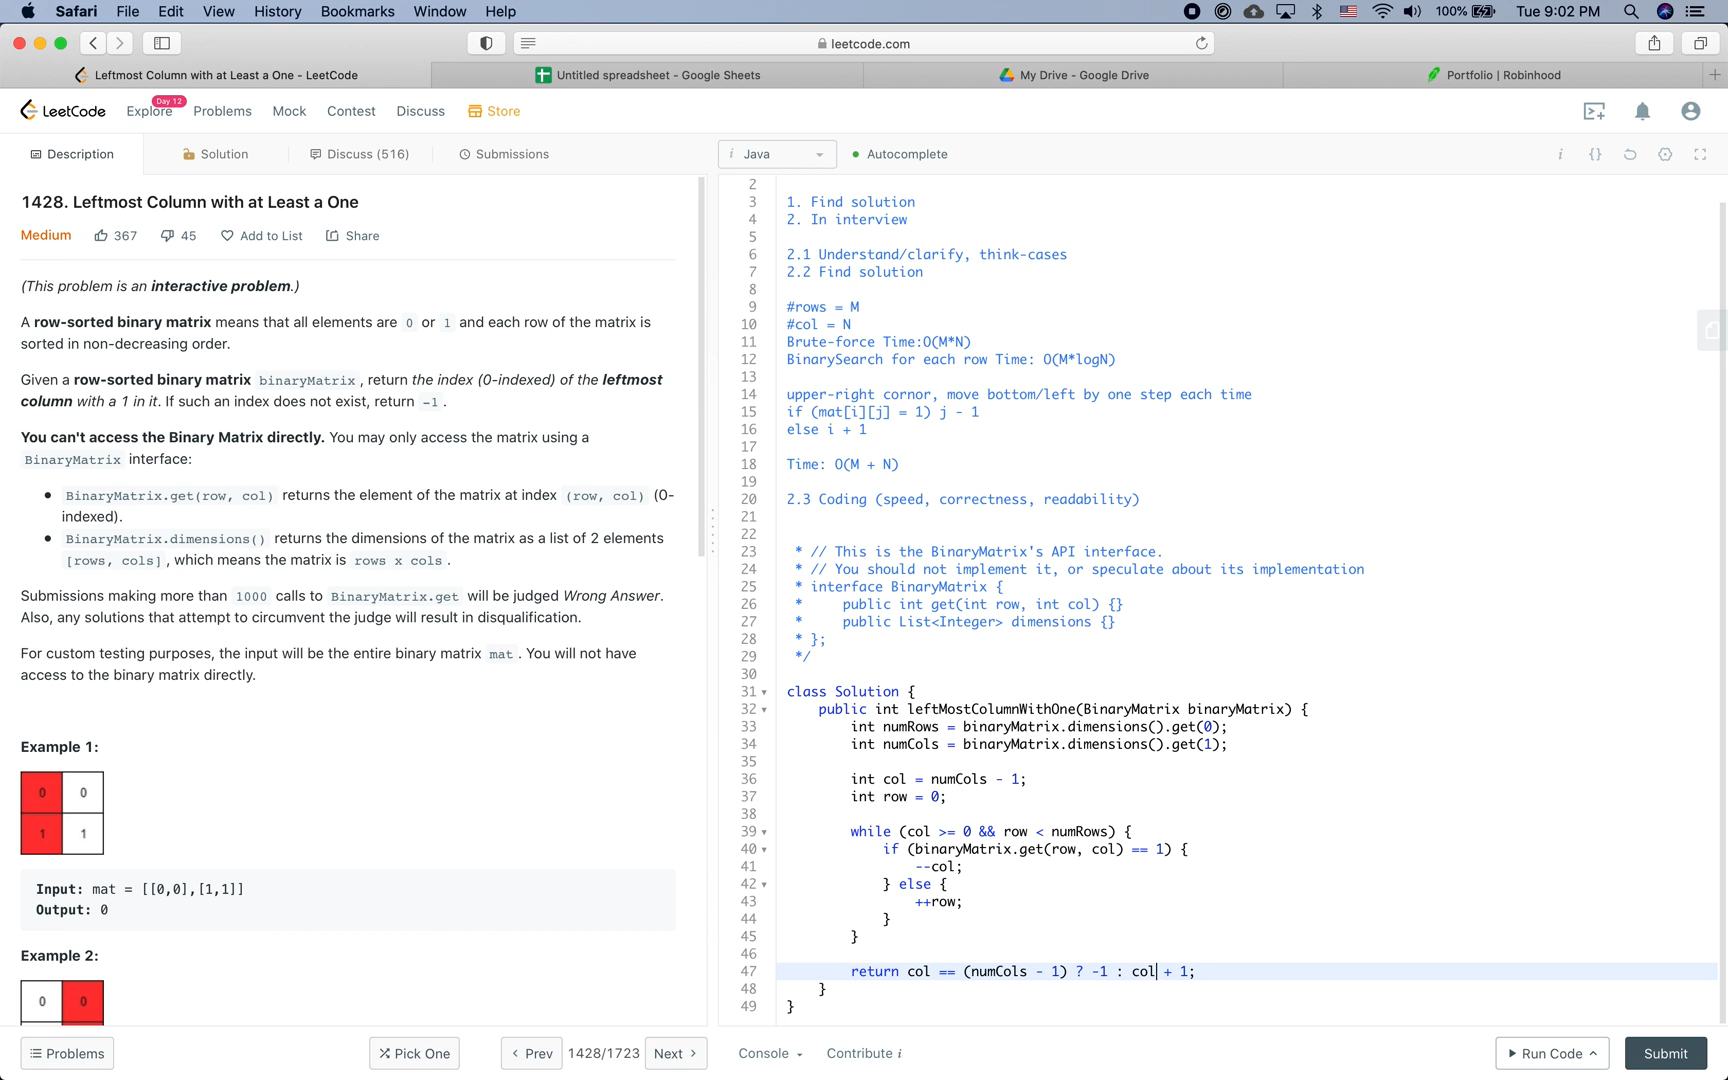 Safari File Edit View History Bookmarks Window Help 100% Tue 9:02 PM
leetcode.com
Leftmost Column with at Least a One - LeetCode
Untitled spreadsheet - Google Sheets
My Drive - Google Drive
Portfolio | Robinhood
LeetCode Explore Day 12 Problems Mock Contest Discuss Store
Description Solution Discuss (516) Submissions
i Java Autocomplete i {}
1428. Leftmost Column with at Least a One
Medium 367 45 Add to List Share
(This problem is an interactive problem.)
A row-sorted binary matrix means that all elements are 0 or 1 and each row of the matrix is
sorted in non-decreasing order.
Given a row-sorted binary matrix binaryMatrix , return the index (0-indexed) of the leftmost
column with a 1 in it. If such an index does not exist, return -1 .
You can't access the Binary Matrix directly. You may only access the matrix using a
BinaryMatrix interface:
• BinaryMatrix.get(row, col) returns the element of the matrix at index (row, col) (0-
indexed).
• BinaryMatrix.dimensions() returns the dimensions of the matrix as a list of 2 elements
[rows, cols] , which means the matrix is rows x cols .
Submissions making more than 1000 calls to BinaryMatrix.get will be judged Wrong Answer.
Also, any solutions that attempt to circumvent the judge will result in disqualification.
For custom testing purposes, the input will be the entire binary matrix mat . You will not have
access to the binary matrix directly.
Example 1:
0 0
1 1
Input: mat = [[0,0],[1,1]]
Output: 0
Example 2:
0 0
2
3 1. Find solution
4 2. In interview
5
6 2.1 Understand/clarify, think-cases
7 2.2 Find solution
8
9 #rows = M
10 #col = N
11 Brute-force Time:O(M*N)
12 BinarySearch for each row Time: O(M*logN)
13
14 upper-right cornor, move bottom/left by one step each time
15 if (mat[i][j] = 1) j - 1
16 else i + 1
17
18 Time: O(M + N)
19
20 2.3 Coding (speed, correctness, readability)
21
22
23 * // This is the BinaryMatrix's API interface.
24 * // You should not implement it, or speculate about its implementation
25 * interface BinaryMatrix {
26 *     public int get(int row, int col) {}
27 *     public List<Integer> dimensions {}
28 * };
29 */
30
31 class Solution {
32     public int leftMostColumnWithOne(BinaryMatrix binaryMatrix) {
33         int numRows = binaryMatrix.dimensions().get(0);
34         int numCols = binaryMatrix.dimensions().get(1);
35
36         int col = numCols - 1;
37         int row = 0;
38
39         while (col >= 0 && row < numRows) {
40             if (binaryMatrix.get(row, col) == 1) {
41                 --col;
42             } else {
43                 ++row;
44             }
45         }
46
47         return col == (numCols - 1) ? -1 : col + 1;
48     }
49 }
Problems Pick One Prev 1428/1723 Next Console Contribute i Run Code Submit